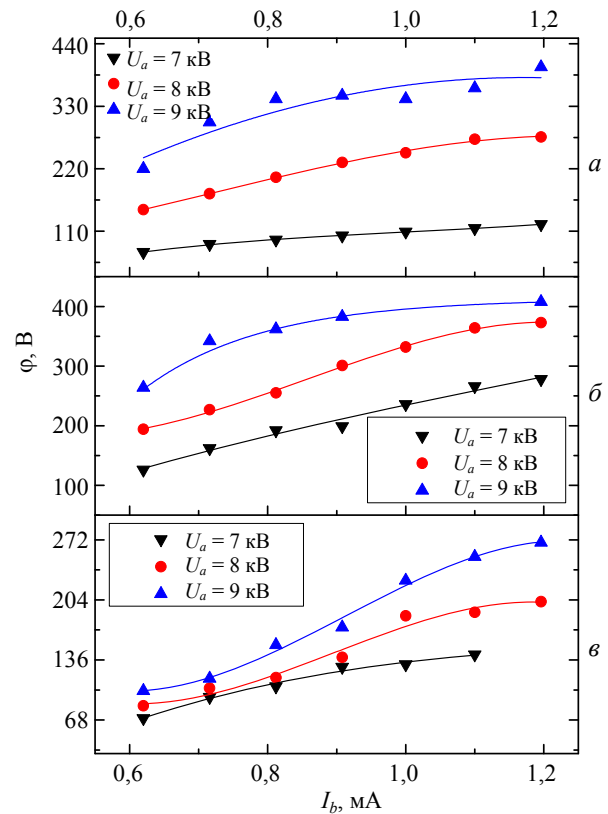 0,6 0,8 1,0 1,2
440
330
220
110
U_a = 7 кВ
U_a = 8 кВ
U_a = 9 кВ
а
400
300
200
100
φ, В
U_a = 7 кВ
U_a = 8 кВ
U_a = 9 кВ
б
272
204
136
68
U_a = 7 кВ
U_a = 8 кВ
U_a = 9 кВ
в
0,6 0,8 1,0 1,2
I_b, мА